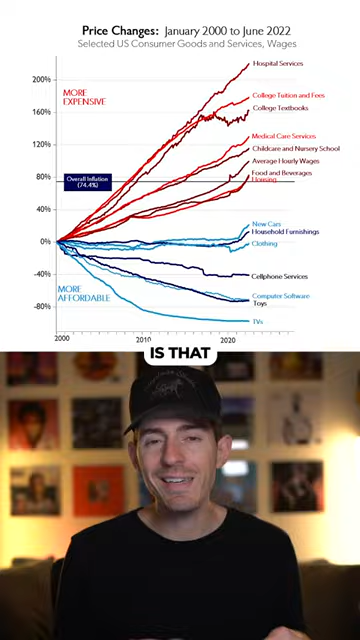 Price Changes: January 2000 to June 2022
Selected US Consumer Goods and Services, Wages
200%
160%
120%
80%
40%
0%
-40%
-80%
MORE
EXPENSIVE
Overall Inflation
(74.4%)
MORE
AFFORDABLE
Hospital Services
College Tuition and Fees
College Textbooks
Medical Care Services
Childcare and Nursery School
Average Hourly Wages
Food and Beverages
Housing
New Cars
Household Furnishings
Clothing
Cellphone Services
Computer Software
Toys
TVs
2000
2010
2020
IS THAT